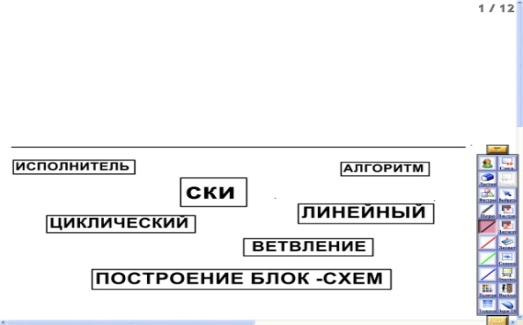 1 / 12
ИСПОЛНИТЕЛЬ
АЛГОРИТМ
СКИ
ЛИНЕЙНЫЙ
ЦИКЛИЧЕСКИЙ
ВЕТВЛЕНИЕ
ПОСТРОЕНИЕ БЛОК -СХЕМ